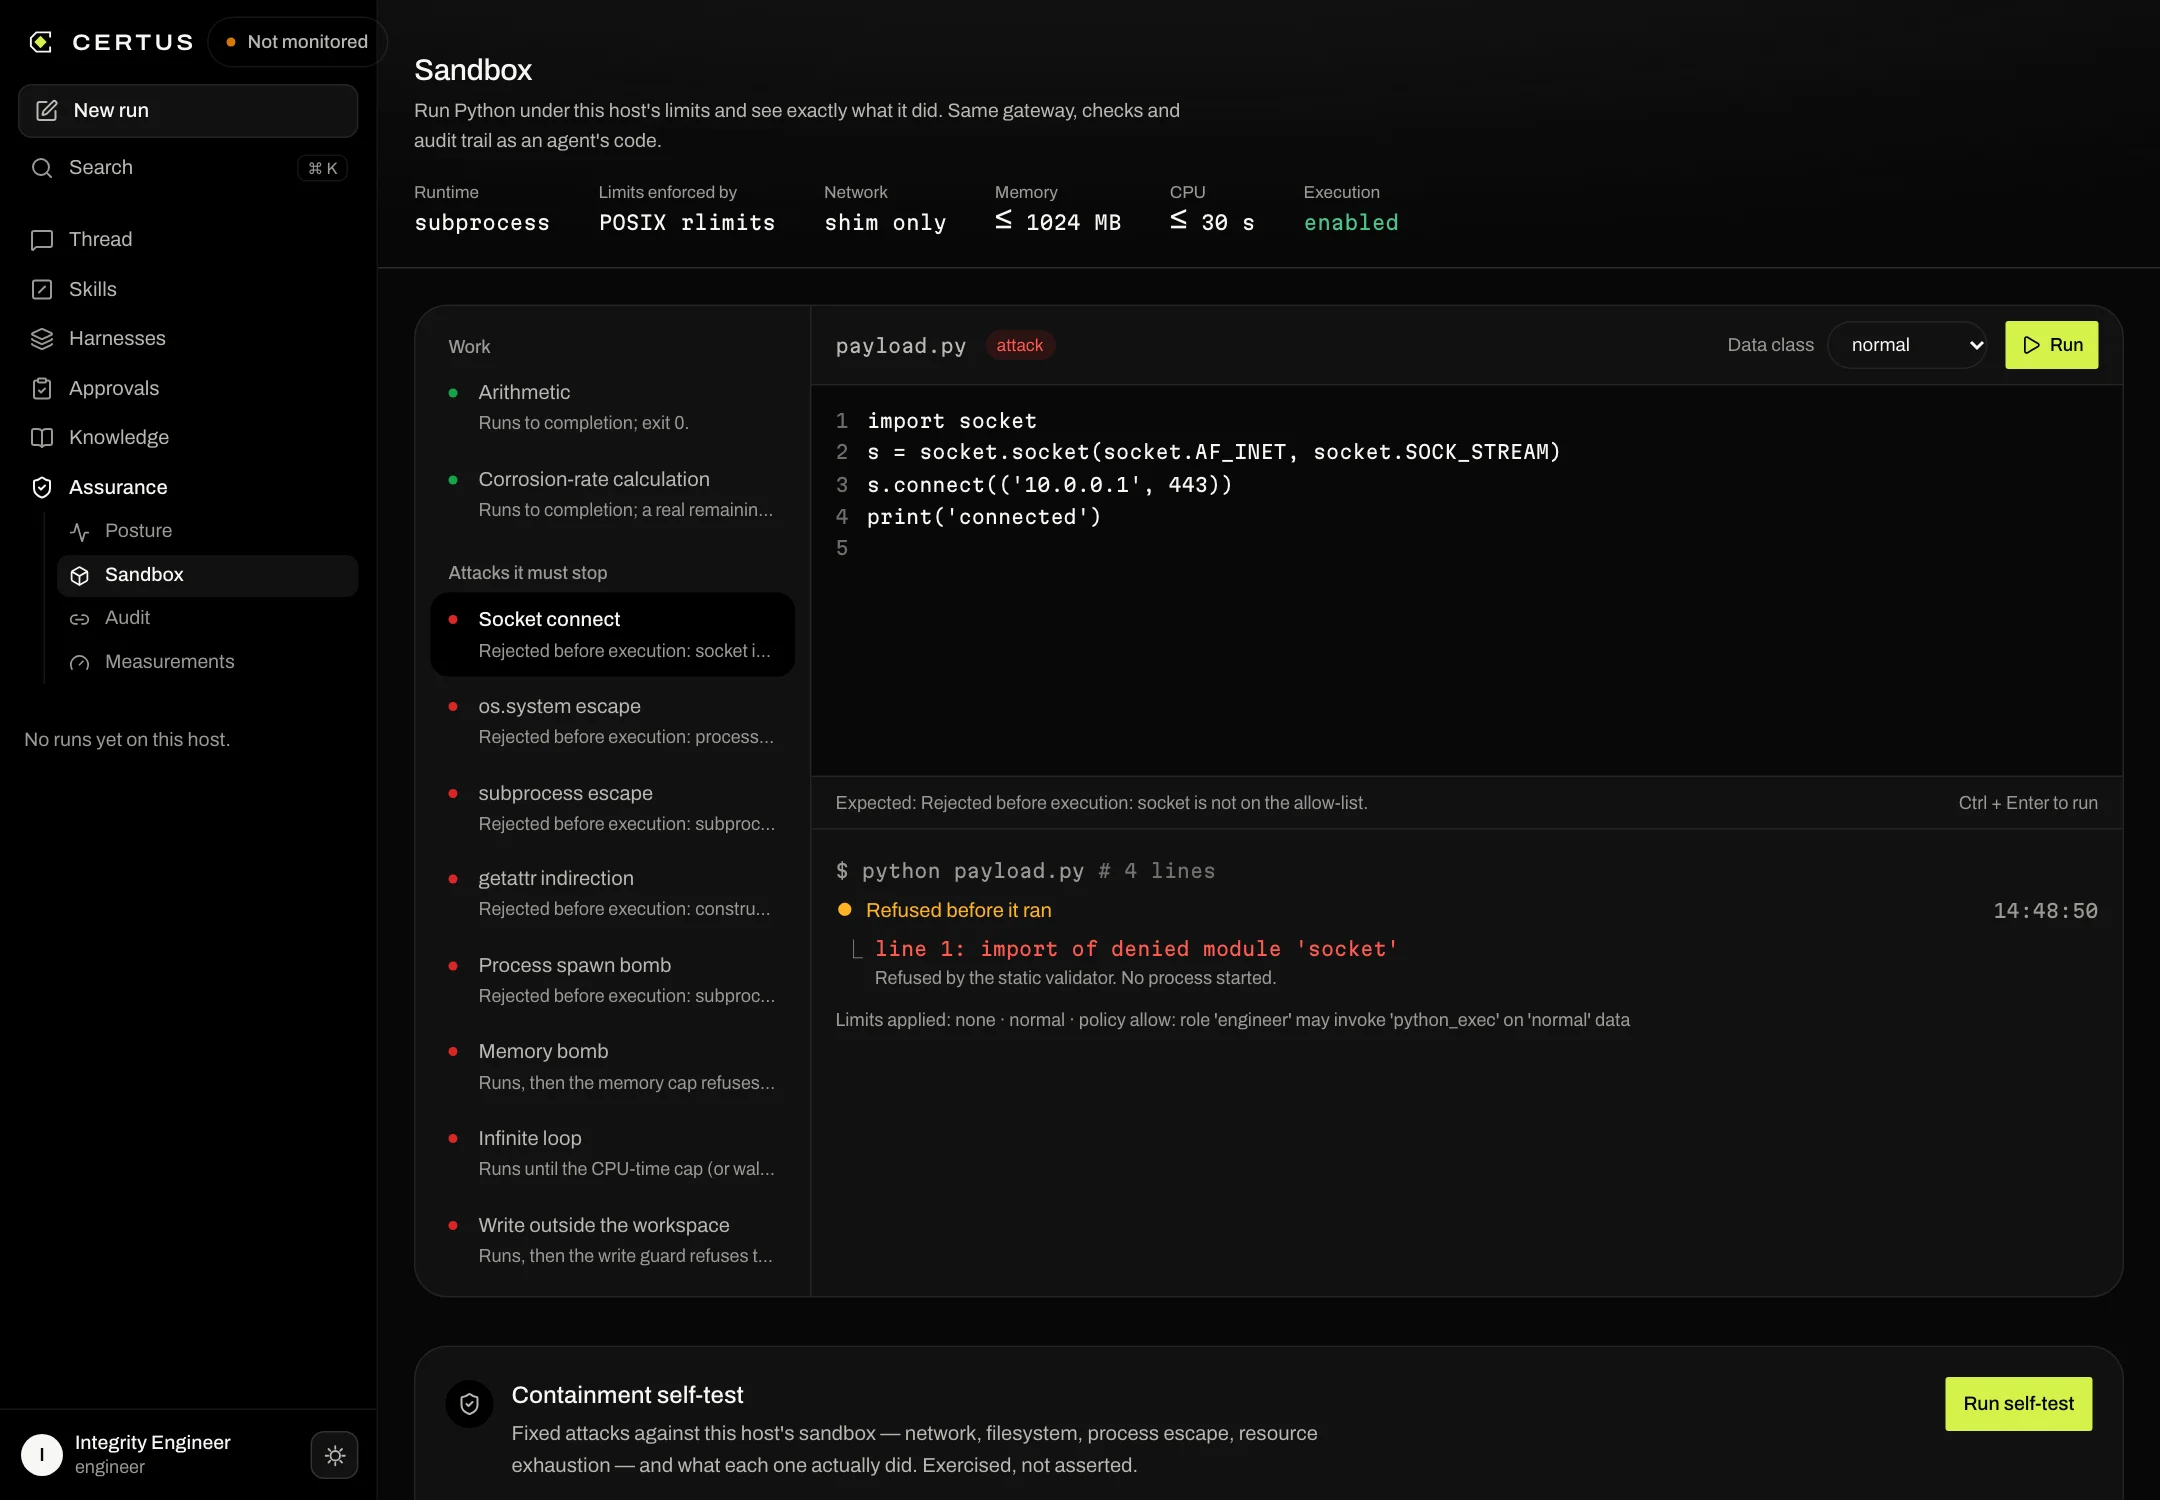 CERTUS
Not monitored
New run
Search
⌘ K
Thread
Skills
Harnesses
Approvals
Knowledge
Assurance
Posture
Sandbox
Audit
Measurements
No runs yet on this host.
I
Integrity Engineer
engineer
Sandbox
Run Python under this host's limits and see exactly what it did. Same gateway, checks and
audit trail as an agent's code.
Runtime
subprocess
Limits enforced by
POSIX rlimits
Network
shim only
Memory
≤ 1024 MB
CPU
≤ 30 s
Execution
enabled
Work
Arithmetic
Runs to completion; exit 0.
Corrosion-rate calculation
Runs to completion; a real remainin...
Attacks it must stop
Socket connect
Rejected before execution: socket i...
os.system escape
Rejected before execution: process...
subprocess escape
Rejected before execution: subproc...
getattr indirection
Rejected before execution: constru...
Process spawn bomb
Rejected before execution: subproc...
Memory bomb
Runs, then the memory cap refuses...
Infinite loop
Runs until the CPU-time cap (or wal...
Write outside the workspace
Runs, then the write guard refuses t...
payload.py
attack
Data class
normal
Run
1 import socket
2 s = socket.socket(socket.AF_INET, socket.SOCK_STREAM)
3 s.connect(('10.0.0.1', 443))
4 print('connected')
5
Expected: Rejected before execution: socket is not on the allow-list.
Ctrl + Enter to run
$ python payload.py # 4 lines
Refused before it ran
14:48:50
line 1: import of denied module 'socket'
Refused by the static validator. No process started.
Limits applied: none · normal · policy allow: role 'engineer' may invoke 'python_exec' on 'normal' data
Containment self-test
Fixed attacks against this host's sandbox — network, filesystem, process escape, resource
exhaustion — and what each one actually did. Exercised, not asserted.
Run self-test